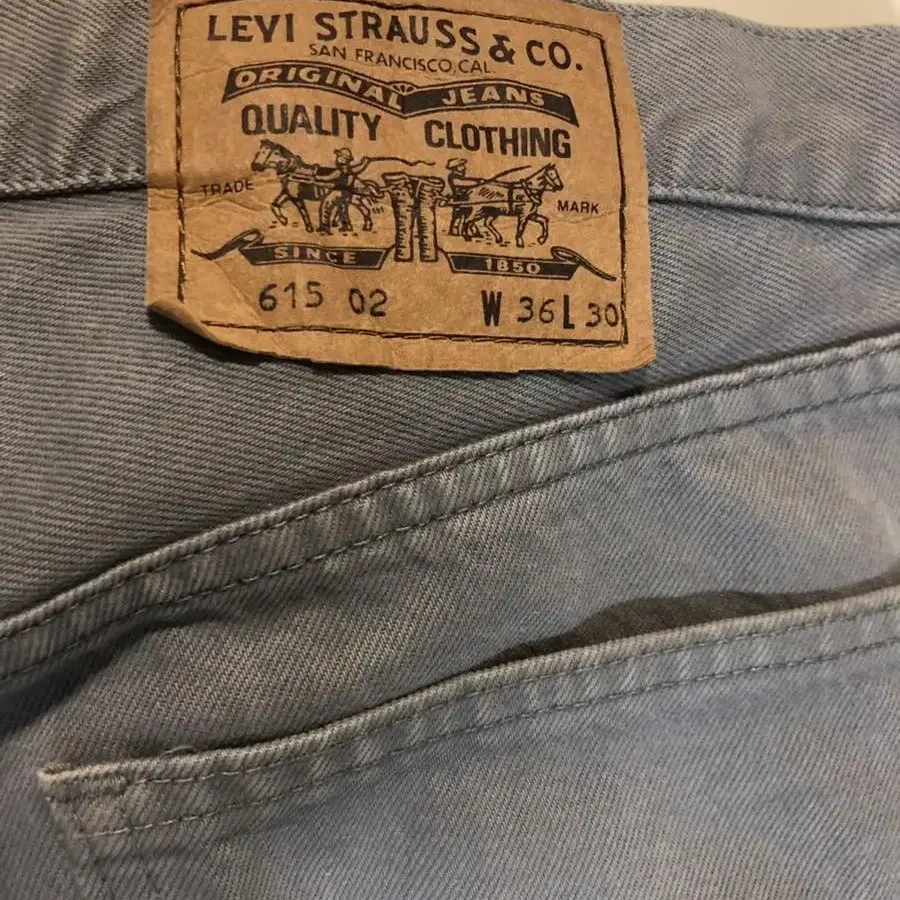 LEVI STRAUSS & CO.
SAN FRANCISCO, CAL.
ORIGINAL JEANS
QUALITY CLOTHING
TRADE MARK
SINCE 1850
615 02 W 36 L 30